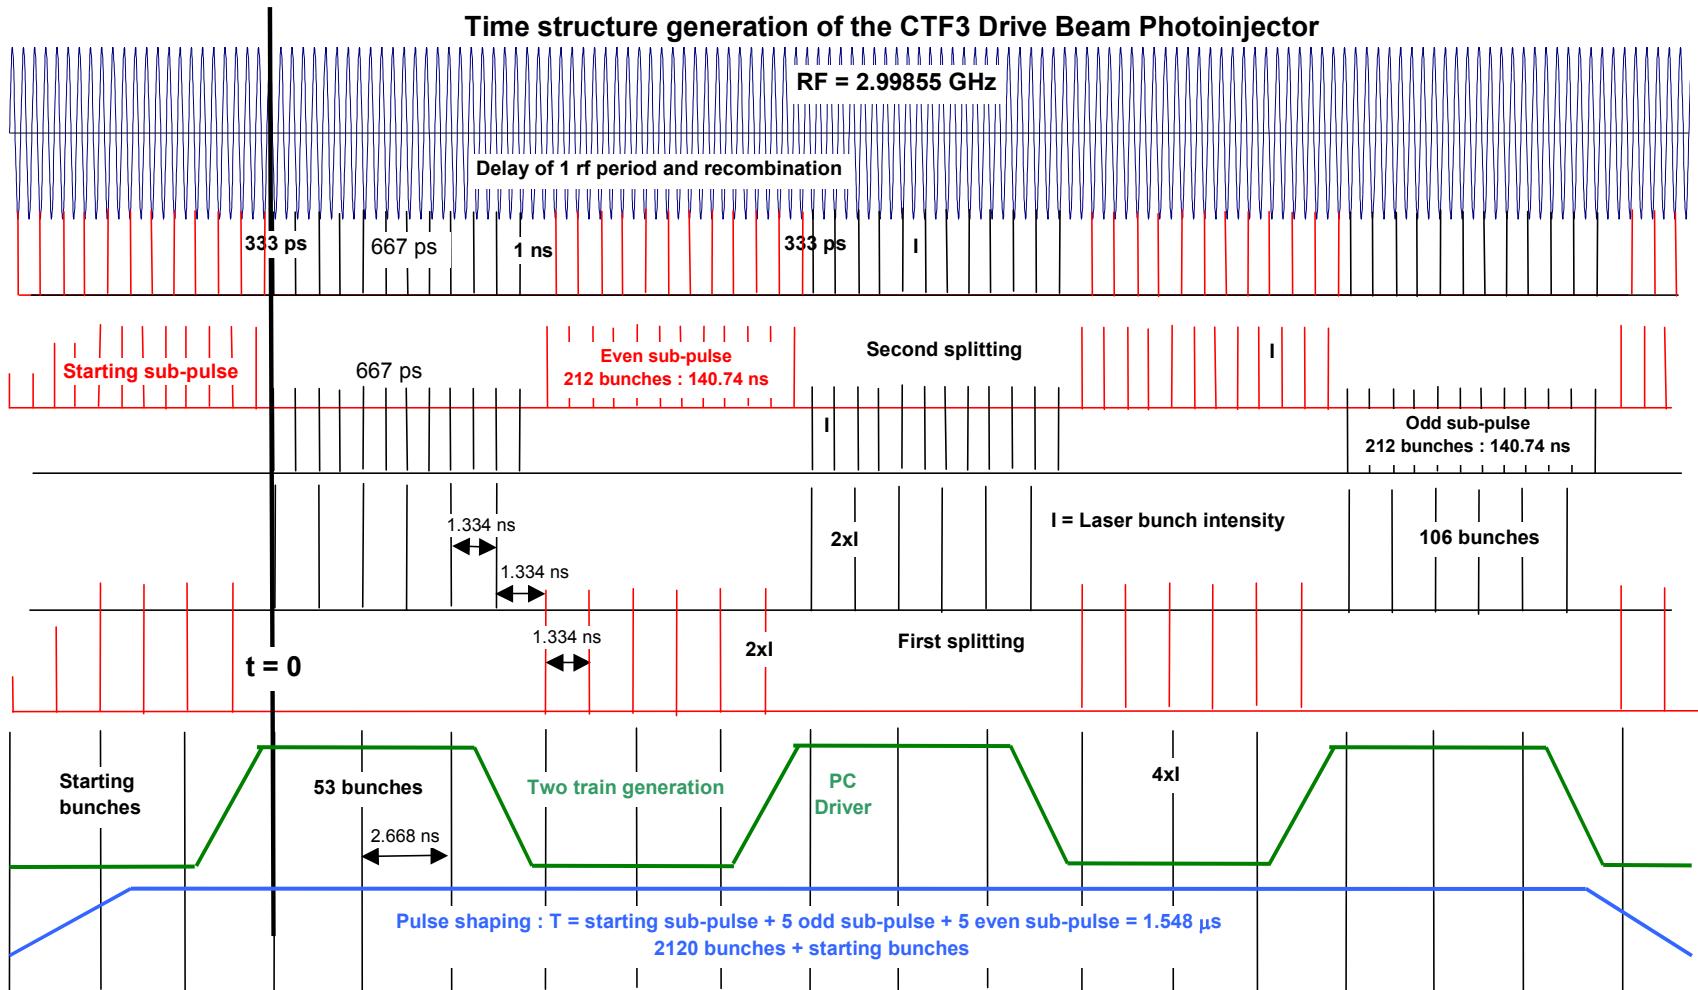 Time structure generation of the CTF3 Drive Beam Photoinjector
RF = 2.99855 GHz
Delay of 1 rf period and recombination
333 ps
667 ps
1 ns
333 ps
I
Starting sub-pulse
667 ps
Even sub-pulse
212 bunches : 140.74 ns
Second splitting
I
I
Odd sub-pulse
212 bunches : 140.74 ns
1.334 ns
1.334 ns
2xI
I = Laser bunch intensity
106 bunches
1.334 ns
2xI
First splitting
t = 0
Starting
bunches
53 bunches
2.668 ns
Two train generation
PC
Driver
4xI
Pulse shaping : T = starting sub-pulse + 5 odd sub-pulse + 5 even sub-pulse = 1.548 μs
2120 bunches + starting bunches